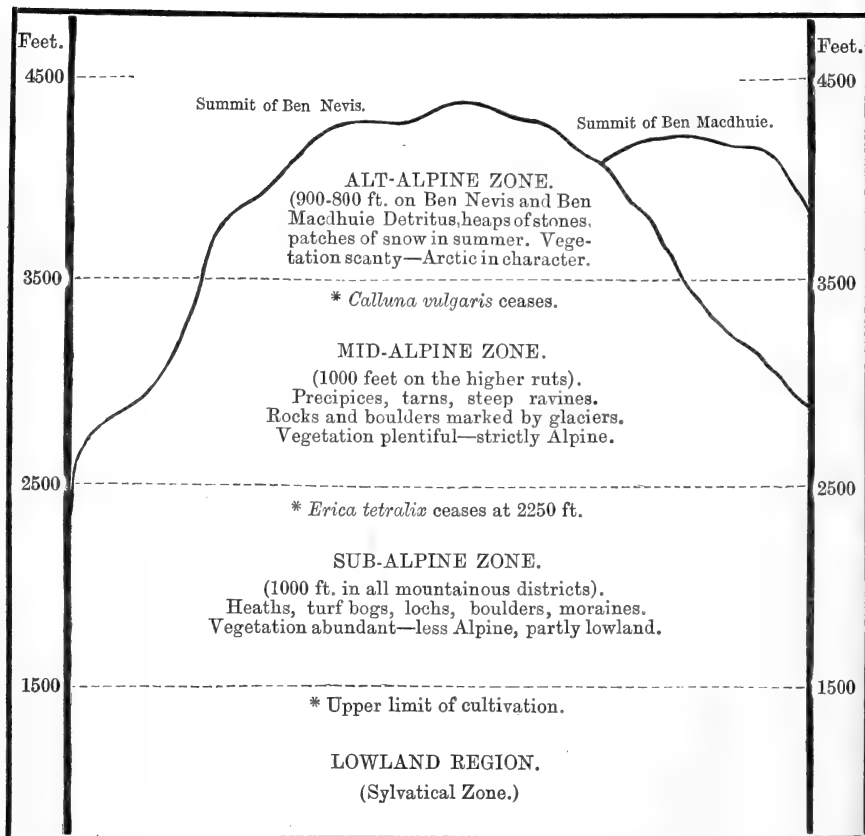 Feet. Feet.
4500 4500
Summit of Ben Nevis.
Summit of Ben Macdhuie.
ALT-ALPINE ZONE.
(900-800 ft. on Ben Nevis and Ben
Macdhuie Detritus, heaps of stones,
patches of snow in summer. Vege-
tation scanty—Arctic in character.
3500 3500
* Calluna vulgaris ceases.
MID-ALPINE ZONE.
(1000 feet on the higher ruts).
Precipices, tarns, steep ravines.
Rocks and boulders marked by glaciers.
Vegetation plentiful—strictly Alpine.
2500 2500
* Erica tetralix ceases at 2250 ft.
SUB-ALPINE ZONE.
(1000 ft. in all mountainous districts).
Heaths, turf bogs, lochs, boulders, moraines.
Vegetation abundant—less Alpine, partly lowland.
1500 1500
* Upper limit of cultivation.
LOWLAND REGION.
(Sylvatical Zone.)